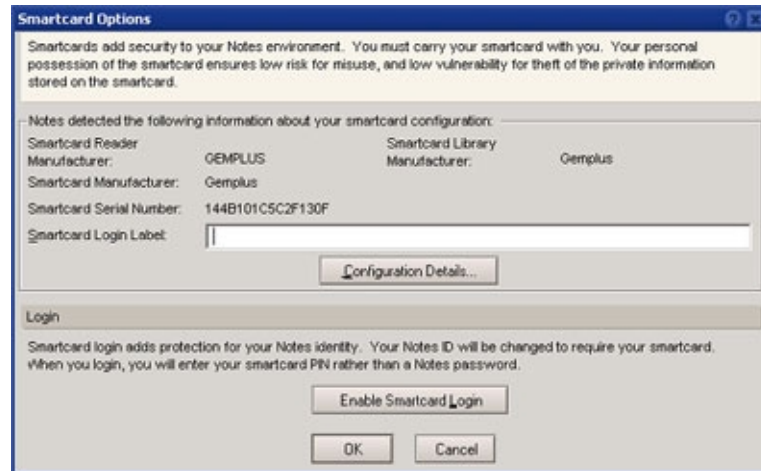 Smartcard Options
Smartcards add security to your Notes environment. You must carry your smartcard with you. Your personal
possession of the smartcard ensures low risk for misuse, and low vulnerability for theft of the private information
stored on the smartcard.
Notes detected the following information about your smartcard configuration:
Smartcard Reader
Manufacturer: GEMPLUS
Smartcard Library
Manufacturer: Gemplus
Smartcard Manufacturer: Gemplus
Smartcard Serial Number: 144B101C5C2F130F
Smartcard Login Label:
Configuration Details...
Login
Smartcard login adds protection for your Notes identity. Your Notes ID will be changed to require your smartcard.
When you login, you will enter your smartcard PIN rather than a Notes password.
Enable Smartcard Login
OK Cancel